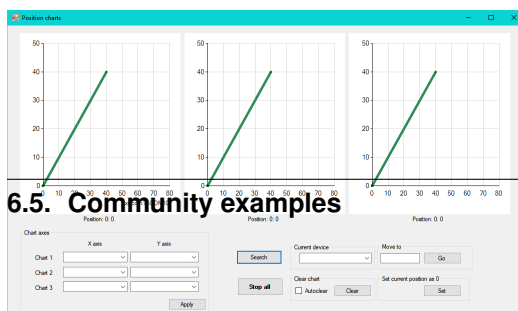 Position charts
50 50 50
40 40 40
30 30 30
20 20 20
10 10 10
0 0 0
0 10 20 30 40 50 60 70 80 0 10 20 30 40 50 60 70 80 0 10 20 30 40 50 60 70 80
6.5. Community examples
Position: 0: 0 Position: 0: 0 Position: 0: 0
Chart axes
X axis Y axis
Chart 1
Chart 2
Chart 3
Apply
Search
Stop all
Current device
Move to
Go
Clear chart
Autoclear
Clear
Set current position as 0
Set